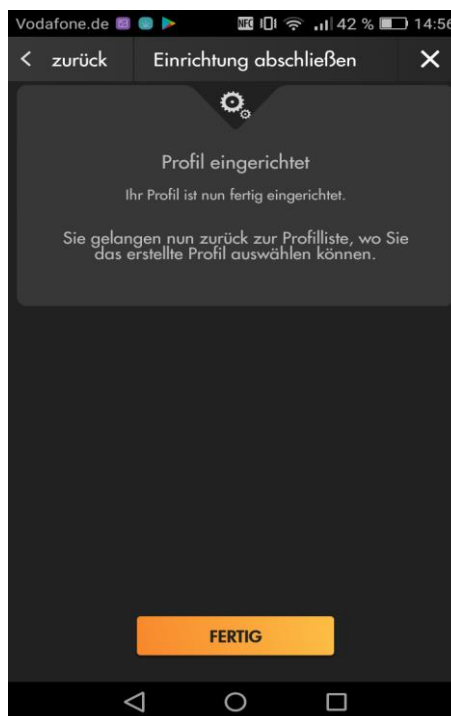 Vodafone.de NFC 42 % 14:56
zurück Einrichtung abschließen
Profil eingerichtet
Ihr Profil ist nun fertig eingerichtet.
Sie gelangen nun zurück zur Profilliste, wo Sie
das erstellte Profil auswählen können.
FERTIG